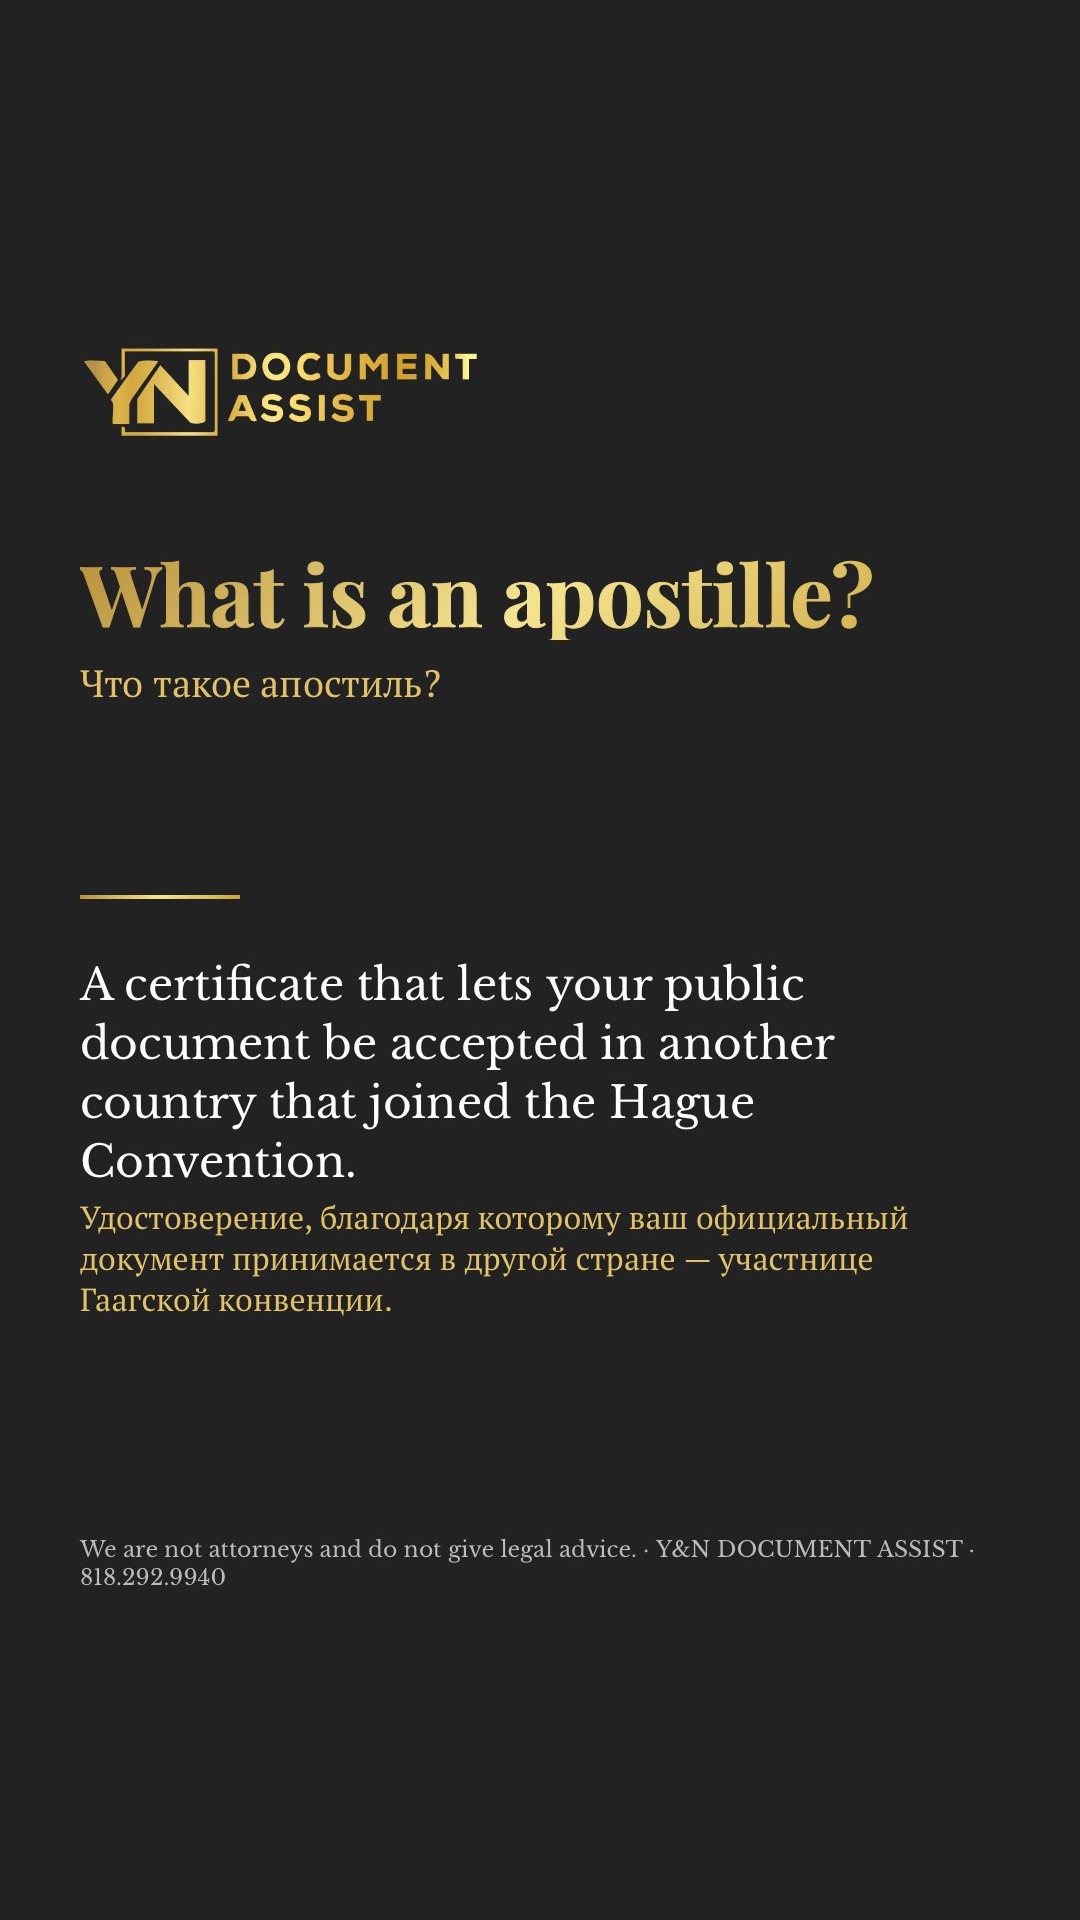 YN DOCUMENT
ASSIST
What is an apostille?
Что такое апостиль?
A certificate that lets your public
document be accepted in another
country that joined the Hague
Convention.
Удостоверение, благодаря которому ваш официальный
документ принимается в другой стране — участнице
Гаагской конвенции.
We are not attorneys and do not give legal advice. · Y&N DOCUMENT ASSIST ·
818.292.9940